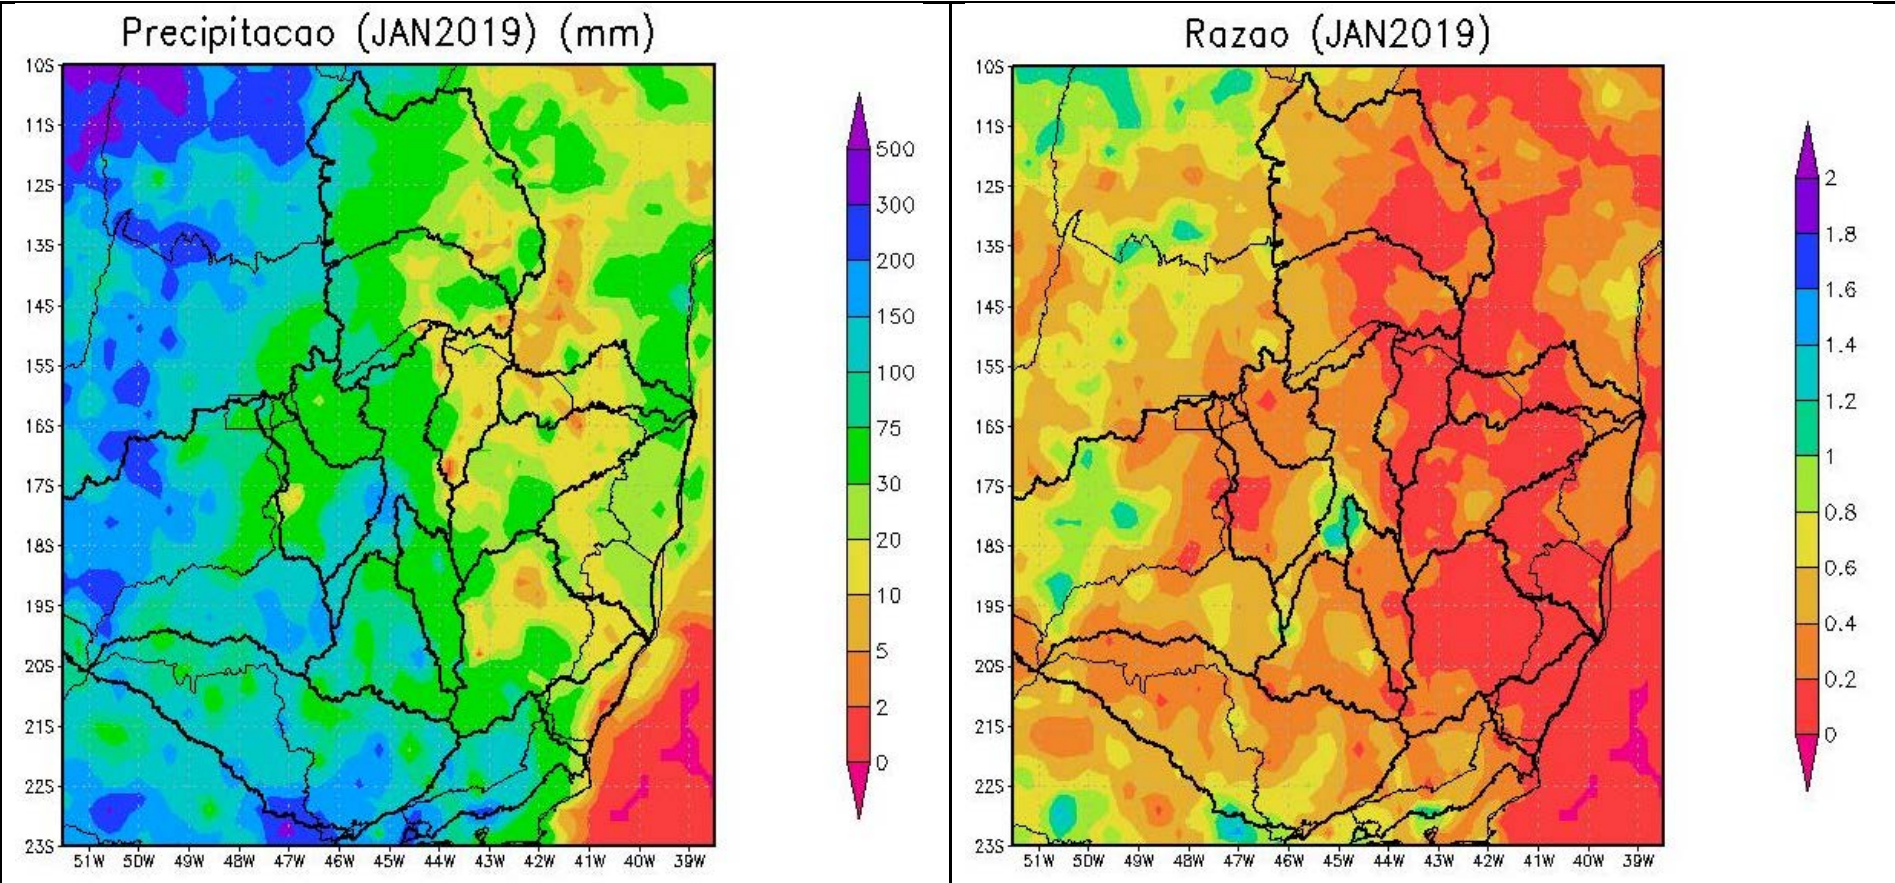 Precipitacao (JAN2019) (mm)
10S
11S
12S
13S
14S
15S
16S
17S
18S
19S
20S
21S
22S
23S
51W 50W 49W 48W 47W 46W 45W 44W 43W 42W 41W 40W 39W
500
300
200
150
100
75
30
20
10
5
2
0
Razao (JAN2019)
10S
11S
12S
13S
14S
15S
16S
17S
18S
19S
20S
21S
22S
23S
51W 50W 49W 48W 47W 46W 45W 44W 43W 42W 41W 40W 39W
2
1.8
1.6
1.4
1.2
1
0.8
0.6
0.4
0.2
0